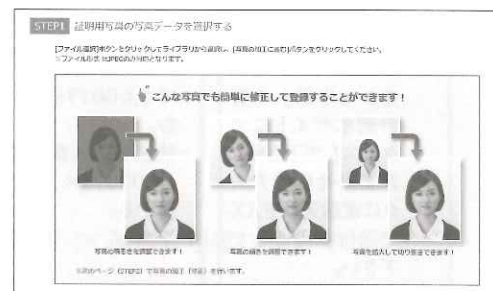 STEP1 証明用写真の写真データを選択する
[ファイル選択]ボタンをクリックしてライブラリから選択し、[写真の加工に進む]ボタンをクリックしてください。
※ファイル形式はJPEGのみ対応となります。
こんな写真でも簡単に修正して登録することができます!
写真の明るさを調整できます!
写真の傾きを調整できます!
写真を拡大して切り抜きできます!
※次のページ(STEP2)で写真の加工(修正)を行います。